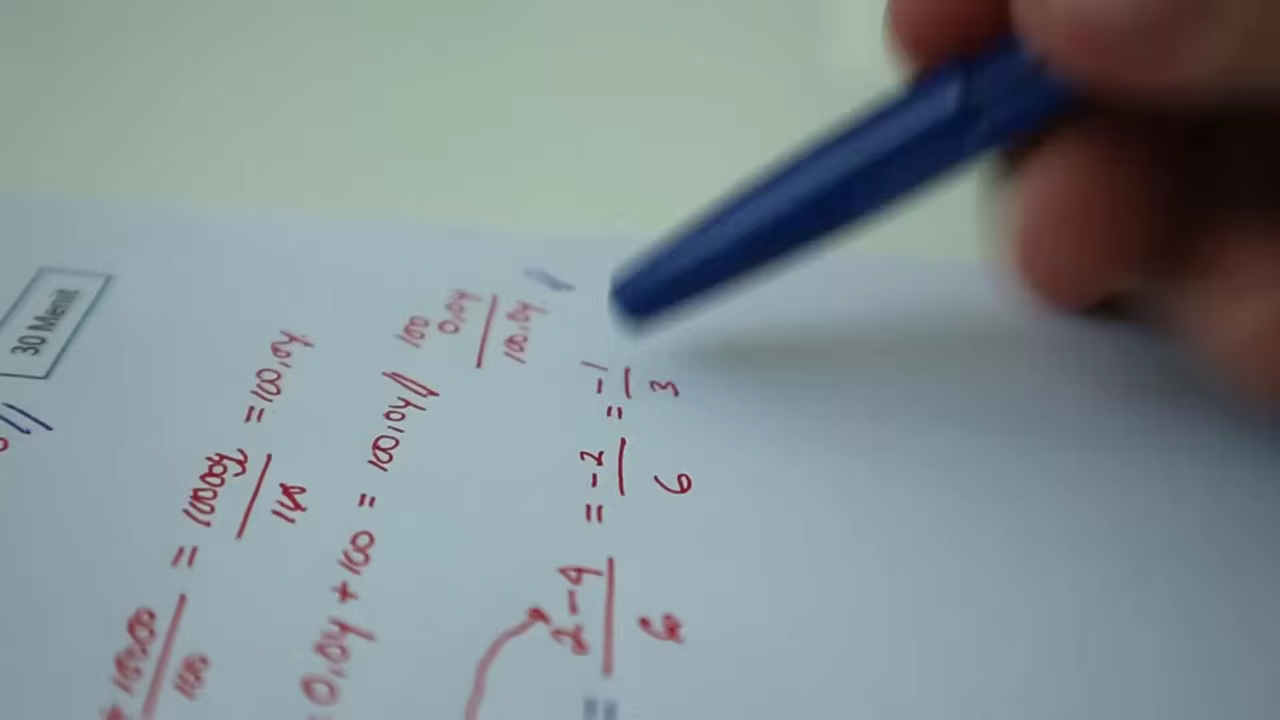 30 Menit
+ 10000/100 = 10004/100 = 100,04
0,04 + 100 = 100,04 //
100
0,04
100,04 //
= 2-4/6 = -2/6 = -1/3